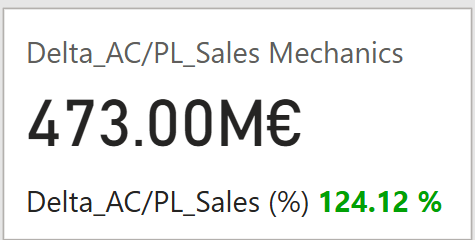 Delta_AC/PL_Sales Mechanics
473.00M€
Delta_AC/PL_Sales (%) 124.12 %